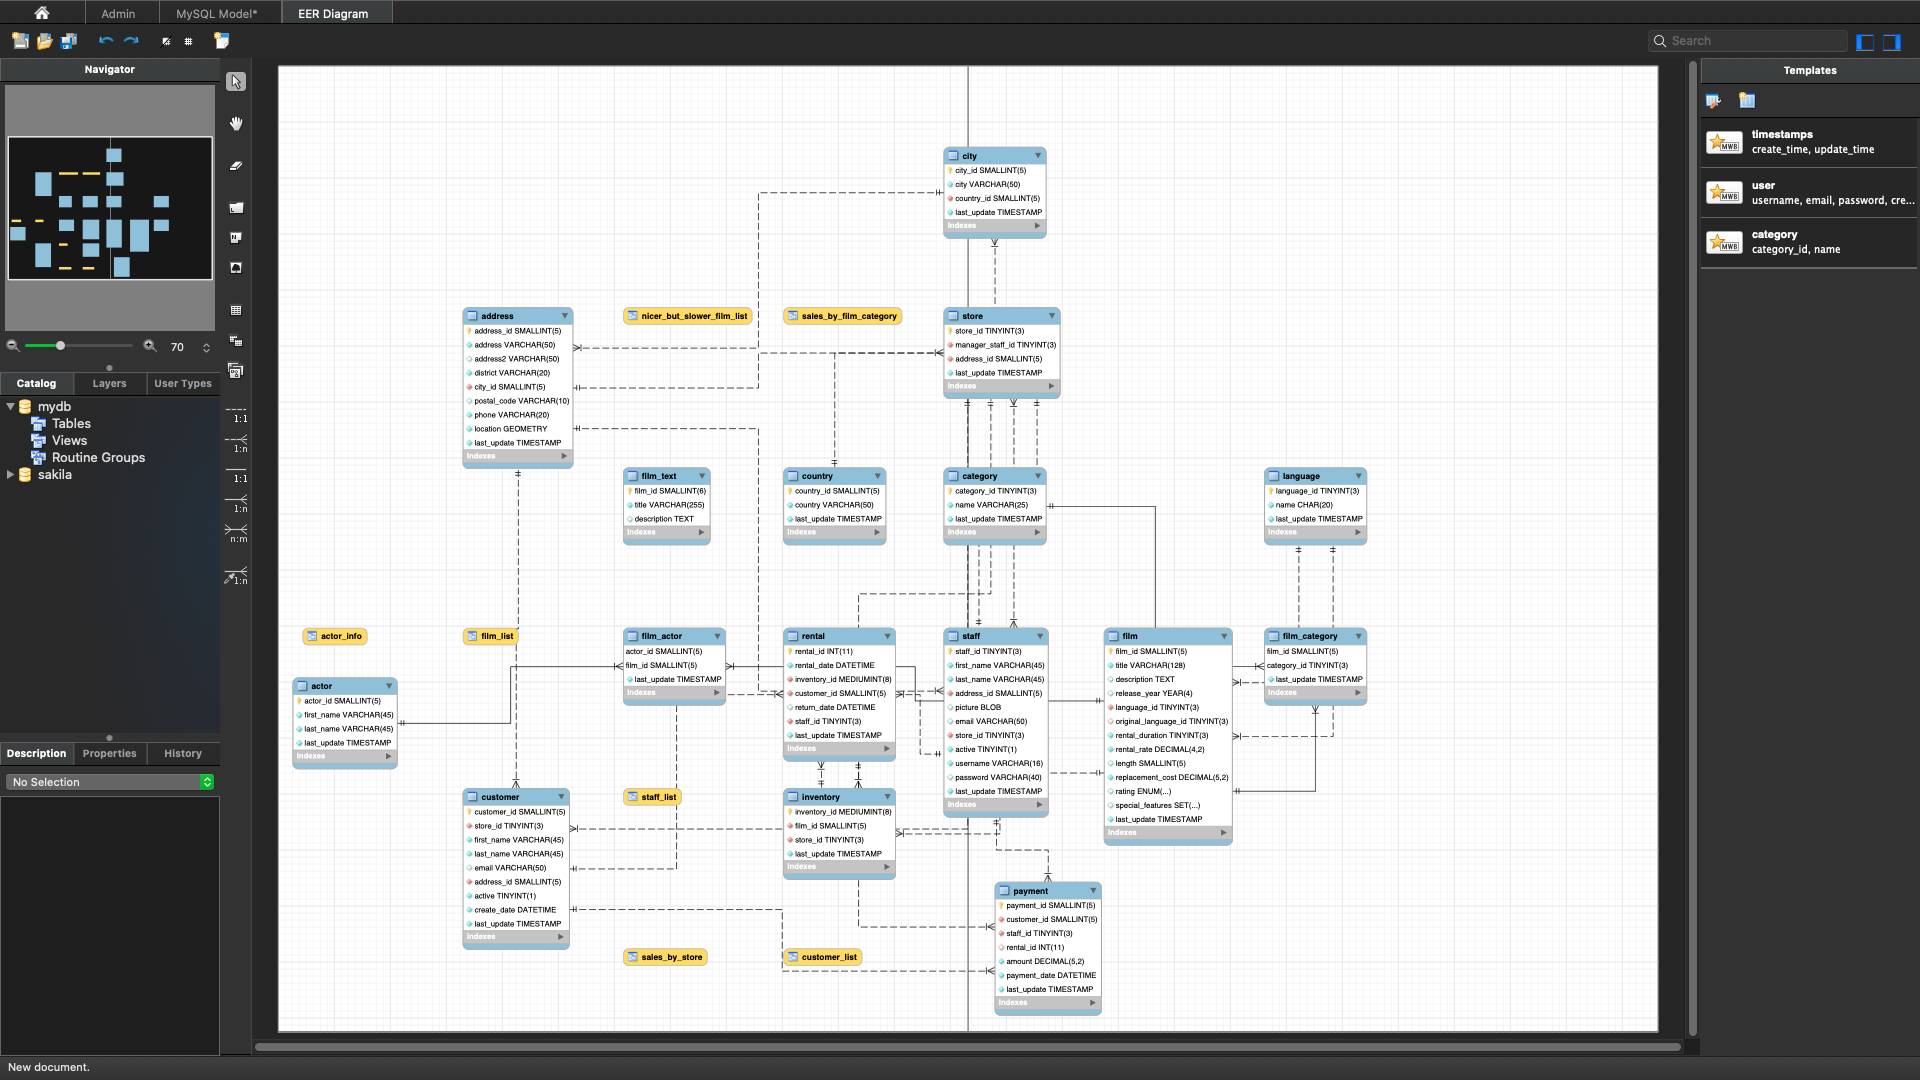 Admin
MySQL Model*
EER Diagram
Search
Navigator
70
Catalog
Layers
User Types
mydb
Tables
Views
Routine Groups
sakila
Description
Properties
History
No Selection
New document.
1:1
1:n
1:1
1:n
n:m
1:n
city
city_id SMALLINT(5)
city VARCHAR(50)
country_id SMALLINT(5)
last_update TIMESTAMP
Indexes
address
address_id SMALLINT(5)
address VARCHAR(50)
address2 VARCHAR(50)
district VARCHAR(20)
city_id SMALLINT(5)
postal_code VARCHAR(10)
phone VARCHAR(20)
location GEOMETRY
last_update TIMESTAMP
Indexes
nicer_but_slower_film_list
sales_by_film_category
store
store_id TINYINT(3)
manager_staff_id TINYINT(3)
address_id SMALLINT(5)
last_update TIMESTAMP
Indexes
film_text
film_id SMALLINT(6)
title VARCHAR(255)
description TEXT
Indexes
country
country_id SMALLINT(5)
country VARCHAR(50)
last_update TIMESTAMP
Indexes
category
category_id TINYINT(3)
name VARCHAR(25)
last_update TIMESTAMP
Indexes
language
language_id TINYINT(3)
name CHAR(20)
last_update TIMESTAMP
Indexes
actor_info
film_list
film_actor
actor_id SMALLINT(5)
film_id SMALLINT(5)
last_update TIMESTAMP
Indexes
rental
rental_id INT(11)
rental_date DATETIME
inventory_id MEDIUMINT(8)
customer_id SMALLINT(5)
return_date DATETIME
staff_id TINYINT(3)
last_update TIMESTAMP
Indexes
staff
staff_id TINYINT(3)
first_name VARCHAR(45)
last_name VARCHAR(45)
address_id SMALLINT(5)
picture BLOB
email VARCHAR(50)
store_id TINYINT(3)
active TINYINT(1)
username VARCHAR(16)
password VARCHAR(40)
last_update TIMESTAMP
Indexes
film
film_id SMALLINT(5)
title VARCHAR(128)
description TEXT
release_year YEAR(4)
language_id TINYINT(3)
original_language_id TINYINT(3)
rental_duration TINYINT(3)
rental_rate DECIMAL(4,2)
length SMALLINT(5)
replacement_cost DECIMAL(5,2)
rating ENUM(...)
special_features SET(...)
last_update TIMESTAMP
Indexes
film_category
film_id SMALLINT(5)
category_id TINYINT(3)
last_update TIMESTAMP
Indexes
actor
actor_id SMALLINT(5)
first_name VARCHAR(45)
last_name VARCHAR(45)
last_update TIMESTAMP
Indexes
customer
customer_id SMALLINT(5)
store_id TINYINT(3)
first_name VARCHAR(45)
last_name VARCHAR(45)
email VARCHAR(50)
address_id SMALLINT(5)
active TINYINT(1)
create_date DATETIME
last_update TIMESTAMP
Indexes
staff_list
inventory
inventory_id MEDIUMINT(8)
film_id SMALLINT(5)
store_id TINYINT(3)
last_update TIMESTAMP
Indexes
payment
payment_id SMALLINT(5)
customer_id SMALLINT(5)
staff_id TINYINT(3)
rental_id INT(11)
amount DECIMAL(5,2)
payment_date DATETIME
last_update TIMESTAMP
Indexes
sales_by_store
customer_list
Templates
MWB
timestamps
create_time, update_time
MWB
user
username, email, password, cre...
MWB
category
category_id, name